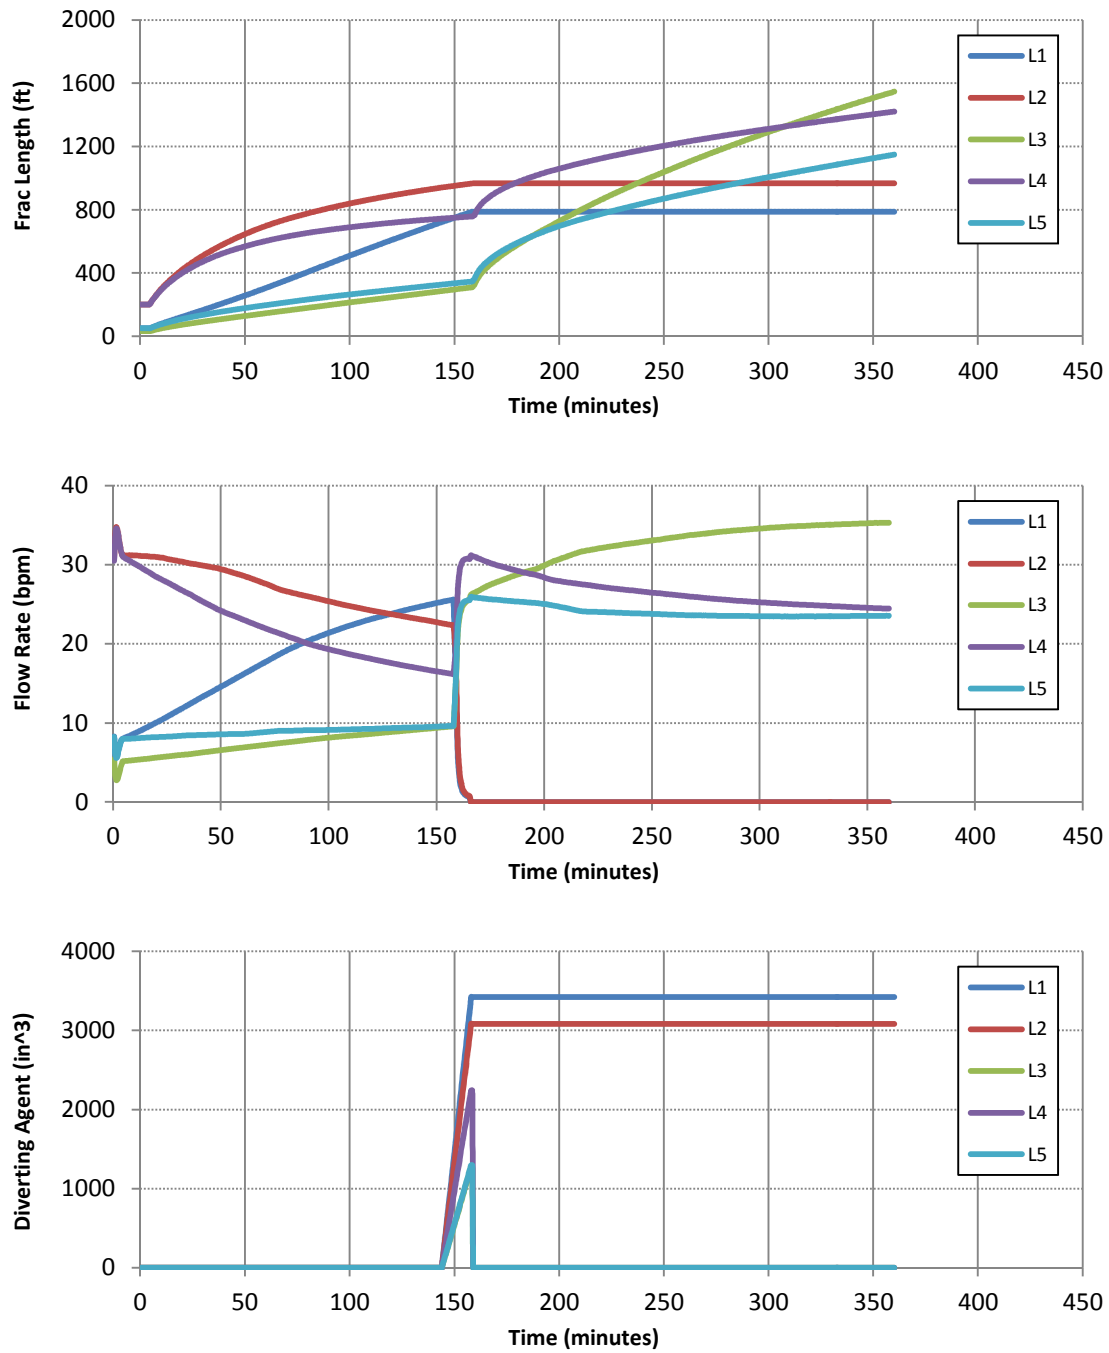 2000
1600
1200
800
400
0
Frac Length (ft)
L1
L2
L3
L4
L5
0 50 100 150 200 250 300 350 400 450
Time (minutes)
40
30
20
10
0
Flow Rate (bpm)
L1
L2
L3
L4
L5
0 50 100 150 200 250 300 350 400 450
Time (minutes)
4000
3000
2000
1000
0
Diverting Agent (in^3)
L1
L2
L3
L4
L5
0 50 100 150 200 250 300 350 400 450
Time (minutes)